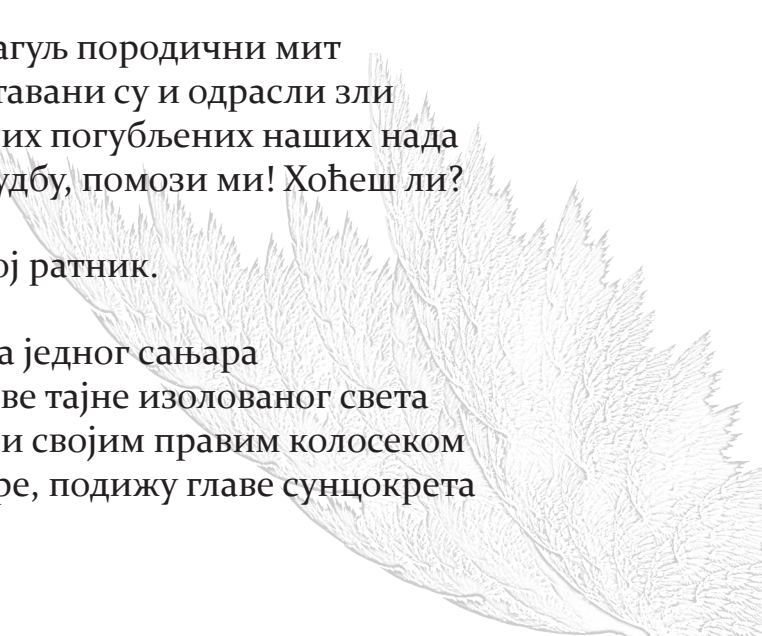 агуљ породични мит
тавани су и одрасли зли
их погубљених наших нада
удбу, помози ми! Хоћеш ли?
ој ратник.
а једног сањара
ве тајне изолованог света
и својим правим колосеком
ре, подижу главе сунцокрета